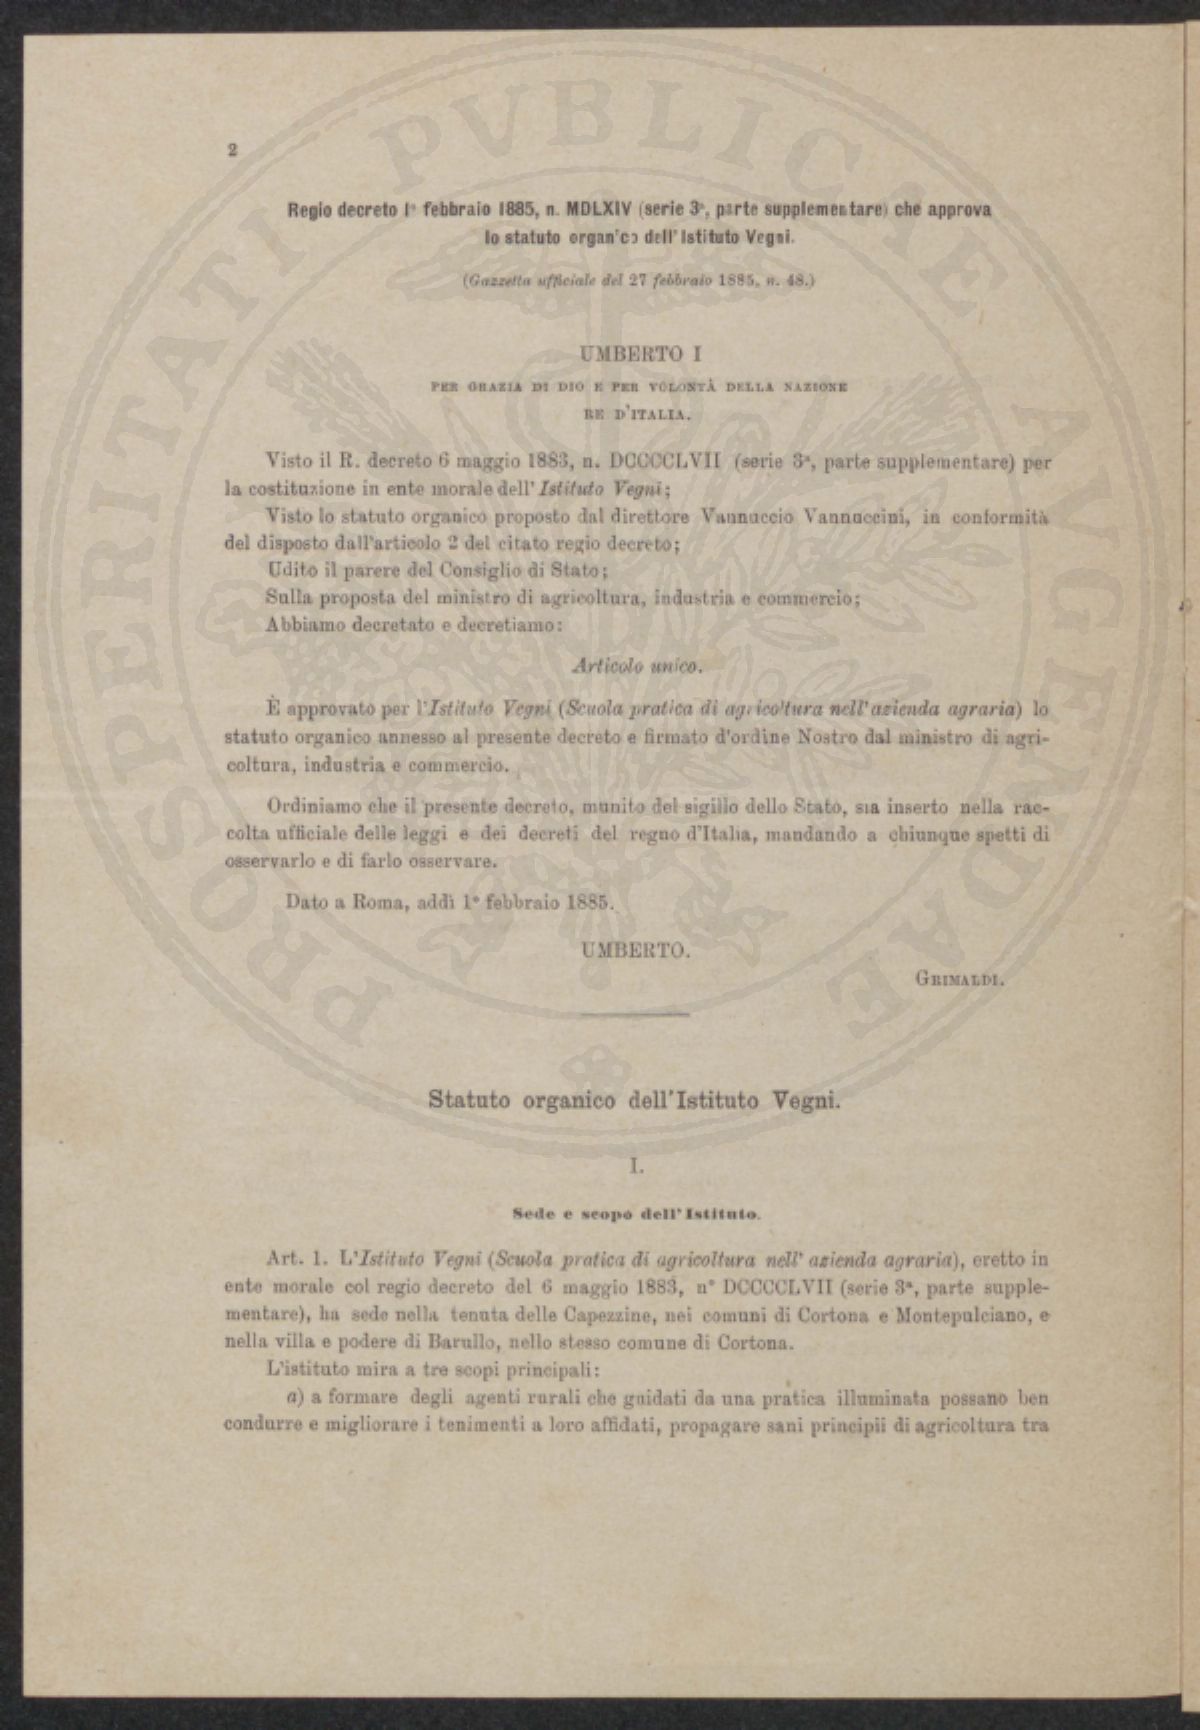 2
Regio decreto 1° febbraio 1885, n. MDLXIV (serie 3ª, parte supplementare) che approva
lo statuto organico dell'Istituto Vegni.
(Gazzetta ufficiale del 27 febbraio 1885, n. 48.)
UMBERTO I
PER GRAZIA DI DIO E PER VOLONTÀ DELLA NAZIONE
RE D'ITALIA.
Visto il R. decreto 6 maggio 1883, n. DCCCCLVII (serie 3ª, parte supplementare) per
la costituzione in ente morale dell'Istituto Vegni;
Visto lo statuto organico proposto dal direttore Vannuccio Vannuccini, in conformità
del disposto dall'articolo 2 del citato regio decreto;
Udito il parere del Consiglio di Stato;
Sulla proposta del ministro di agricoltura, industria e commercio;
Abbiamo decretato e decretiamo:
Articolo unico.
È approvato per l'Istituto Vegni (Scuola pratica di agricoltura nell'azienda agraria) lo
statuto organico annesso al presente decreto e firmato d'ordine Nostro dal ministro di agri-
coltura, industria e commercio.
Ordiniamo che il presente decreto, munito del sigillo dello Stato, sia inserto nella rac-
colta ufficiale delle leggi e dei decreti del regno d'Italia, mandando a chiunque spetti di
osservarlo e di farlo osservare.
Dato a Roma, addì 1° febbraio 1885.
UMBERTO.
GRIMALDI.
Statuto organico dell'Istituto Vegni.
I.
Sede e scopo dell'Istituto.
Art. 1. L'Istituto Vegni (Scuola pratica di agricoltura nell'azienda agraria), eretto in
ente morale col regio decreto del 6 maggio 1883, n° DCCCCLVII (serie 3ª, parte supple-
mentare), ha sede nella tenuta delle Capezzine, nei comuni di Cortona e Montepulciano, e
nella villa e podere di Barullo, nello stesso comune di Cortona.
L'istituto mira a tre scopi principali:
a) a formare degli agenti rurali che guidati da una pratica illuminata possano ben
condurre e migliorare i tenimenti a loro affidati, propagare sani principii di agricoltura tra
PROSPERITATI PVBLICAE AVGENDAE